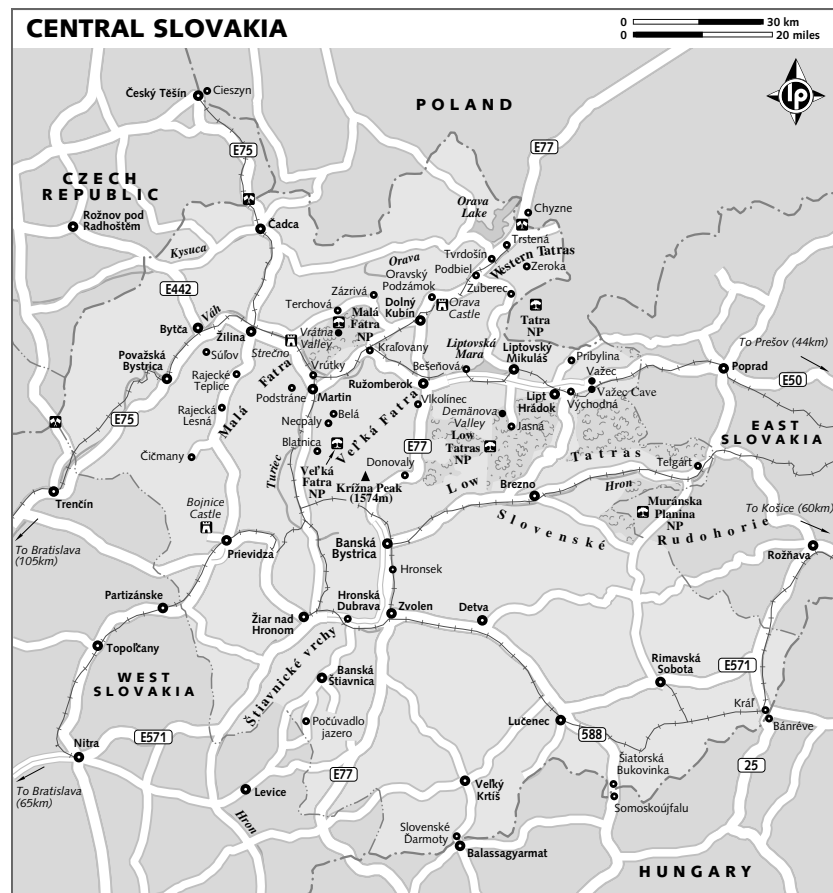 CENTRAL SLOVAKIA
0 30 km
0 20 miles
lp
POLAND
Český Těšín
Cieszyn
E75
E77
CZECH
REPUBLIC
Rožnov pod
Radhoštěm
Čadca
Kysuca
Orava
Lake
Chyzne
Trstená
Tvrdošín
Western Tatras
Podbiel
Zeroka
Orava
Oravský
Podzámok
Zuberec
E442
Váh
Zázrivá
Terchová
Dolný
Kubín
Orava
Castle
Malá
Fatra
NP
Vrátna
Valley
Tatra
NP
Bytča
Žilina
Strečno
Súľov
Kraľovany
Liptovská
Mara
Liptovský
Mikuláš
Pribylina
To Prešov (44km)
Považská
Bystrica
Rajecké
Teplice
Vrútky
Bešeňová
Važec
Važec Cave
Poprad
Malá Fatra
Podstráne
Martin
Ružomberok
Vlkolínec
Lipt
Hrádok
Východná
E50
Rajecká
Lesná
Belá
Necpaly
Demänova
Valley
Jasná
EAST
SLOVAKIA
E75
Blatnica
Veľká Fatra
E77
Low
Tatras
NP
Čičmany
Turiec
Veľká
Fatra
NP
Donovaly
Križna Peak
(1574m)
Low Tatras
Telgárt
Trenčín
Brezno
Hron
Bojnice
Castle
Muránska
Planina
NP
Slovenské Rudohorie
To Košice (60km)
To Bratislava
(105km)
Prievidza
Banská
Bystrica
Rožňava
Hronsek
Partizánske
Hronská
Dubrava
Zvolen
Detva
Žiar nad
Hronom
Topoľčany
WEST
SLOVAKIA
Štiavnické vrchy
Banská
Štiavnica
Rimavská
Sobota
E571
Počúvadlo
jazero
Lučenec
Kráľ
Bánréve
Nitra
E571
588
E77
Šiatorská
Bukovinka
25
To Bratislava
(65km)
Levice
Veľký
Krtíš
Somoskoújfalu
Hron
Slovenské
Ďarmoty
Balassagyarmat
HUNGARY